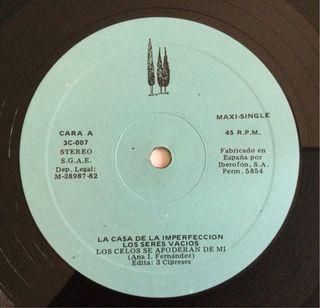 MAXI-SINGLE
CARA A
3C-007
STEREO
S.G.A.E.
Dep. Legal:
M-38987-82
45 R.P.M.
Fabricado en
España por
Iberofón, S.A.
Perm. 5854
LA CASA DE LA IMPERFECCION
LOS SERES VACIOS
LOS CELOS SE APODERAN DE MI
(Ana I. Fernandez)
Edita: 3 Cipreses